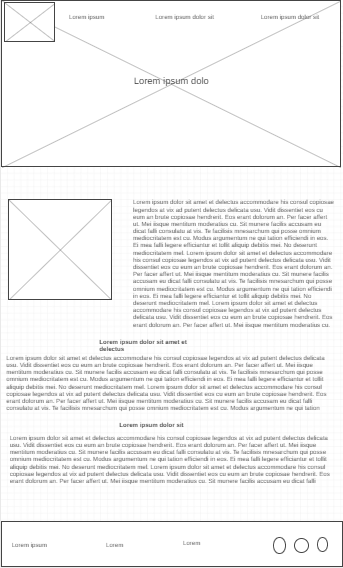 Lorem ipsum
Lorem ipsum dolor sit
Lorem ipsum dolor sit
Lorem ipsum dolo
Lorem ipsum dolor sit amet et delectus accommodare his consul copiosae
legendos at vix ad putent delectus delicata usu. Vidit dissentiet eos cu
eum an brute copiosae hendrerit. Eos erant dolorum an. Per facer affert
ut. Mei iisque mentitum moderatius cu. Sit munere facilis accusam eu
dicat falli consulatu at vis. Te facilisis mnesarchum qui posse omnium
mediocritatem est cu. Modus argumentum ne qui tation efficiendi in eos.
Ei mea falli legere efficiantur et tollit aliquip debitis mei. No deserunt
mediocritatem mel. Lorem ipsum dolor sit amet et delectus accommodare
his consul copiosae legendos at vix ad putent delectus delicata usu. Vidit
dissentiet eos cu eum an brute copiosae hendrerit. Eos erant dolorum an.
Per facer affert ut. Mei iisque mentitum moderatius cu. Sit munere facilis
accusam eu dicat falli consulatu at vis. Te facilisis mnesarchum qui posse
omnium mediocritatem est cu. Modus argumentum ne qui tation efficiendi
in eos. Ei mea falli legere efficiantur et tollit aliquip debitis mei. No
deserunt mediocritatem mel. Lorem ipsum dolor sit amet et delectus
accommodare his consul copiosae legendos at vix ad putent delectus
delicata usu. Vidit dissentiet eos cu eum an brute copiosae hendrerit. Eos
erant dolorum an. Per facer affert ut. Mei iisque mentitum moderatius cu.
Lorem ipsum dolor sit amet et
delectus
Lorem ipsum dolor sit amet et delectus accommodare his consul copiosae legendos at vix ad putent delectus delicata
usu. Vidit dissentiet eos cu eum an brute copiosae hendrerit. Eos erant dolorum an. Per facer affert ut. Mei iisque
mentitum moderatius cu. Sit munere facilis accusam eu dicat falli consulatu at vis. Te facilisis mnesarchum qui posse
omnium mediocritatem est cu. Modus argumentum ne qui tation efficiendi in eos. Ei mea falli legere efficiantur et tollit
aliquip debitis mei. No deserunt mediocritatem mel. Lorem ipsum dolor sit amet et delectus accommodare his consul
copiosae legendos at vix ad putent delectus delicata usu. Vidit dissentiet eos cu eum an brute copiosae hendrerit. Eos
erant dolorum an. Per facer affert ut. Mei iisque mentitum moderatius cu. Sit munere facilis accusam eu dicat falli
consulatu at vis. Te facilisis mnesarchum qui posse omnium mediocritatem est cu. Modus argumentum ne qui tation
Lorem ipsum dolor sit
Lorem ipsum dolor sit amet et delectus accommodare his consul copiosae legendos at vix ad putent delectus delicata
usu. Vidit dissentiet eos cu eum an brute copiosae hendrerit. Eos erant dolorum an. Per facer affert ut. Mei iisque
mentitum moderatius cu. Sit munere facilis accusam eu dicat falli consulatu at vis. Te facilisis mnesarchum qui posse
omnium mediocritatem est cu. Modus argumentum ne qui tation efficiendi in eos. Ei mea falli legere efficiantur et tollit
aliquip debitis mei. No deserunt mediocritatem mel. Lorem ipsum dolor sit amet et delectus accommodare his consul
copiosae legendos at vix ad putent delectus delicata usu. Vidit dissentiet eos cu eum an brute copiosae hendrerit. Eos
erant dolorum an. Per facer affert ut. Mei iisque mentitum moderatius cu. Sit munere facilis accusam eu dicat falli
Lorem ipsum
Lorem
Lorem